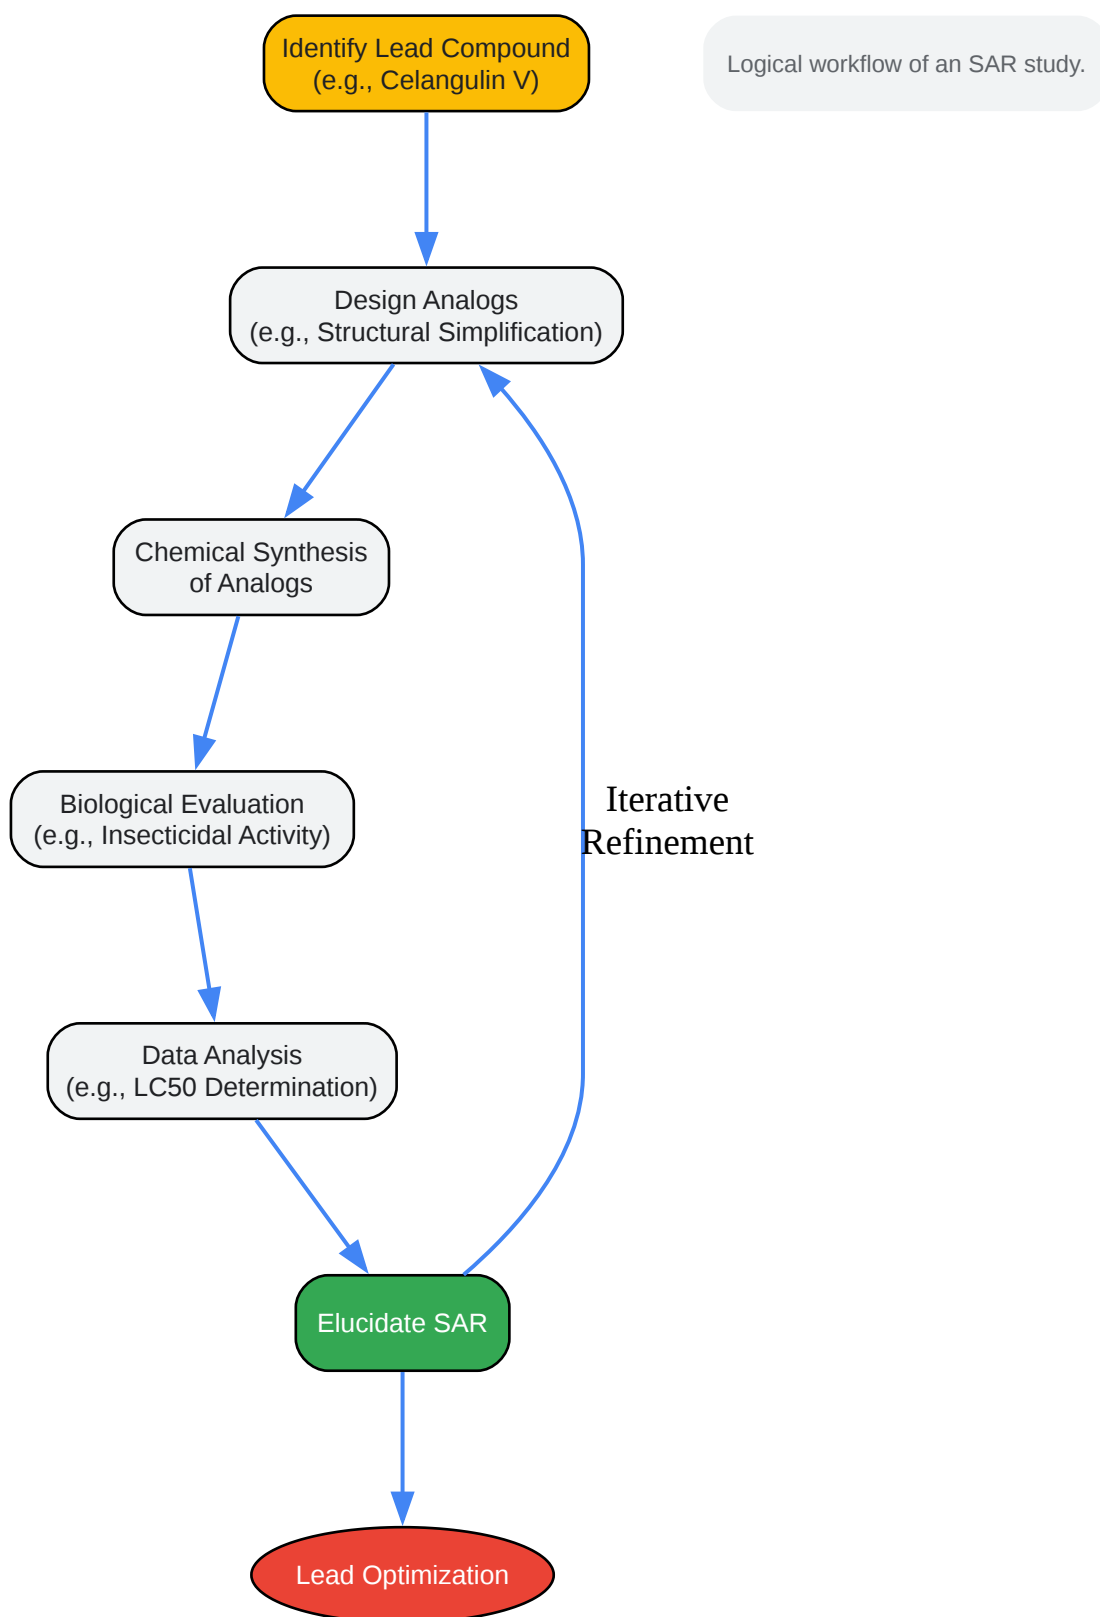 Identify Lead Compound
(e.g., Celangulin V)
Logical workflow of an SAR study.
Design Analogs
(e.g., Structural Simplification)
Chemical Synthesis
of Analogs
Iterative
Refinement
Biological Evaluation
(e.g., Insecticidal Activity)
Data Analysis
(e.g., LC50 Determination)
Elucidate SAR
Lead Optimization